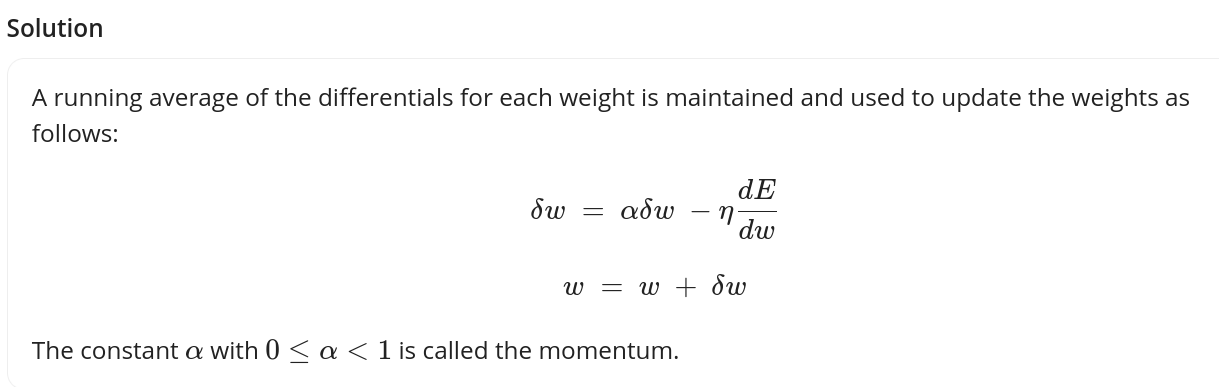 Solution
A running average of the differentials for each weight is maintained and used to update the weights as
follows:
δw = αδw − η dE/dw
w = w + δw
The constant α with 0 ≤ α < 1 is called the momentum.